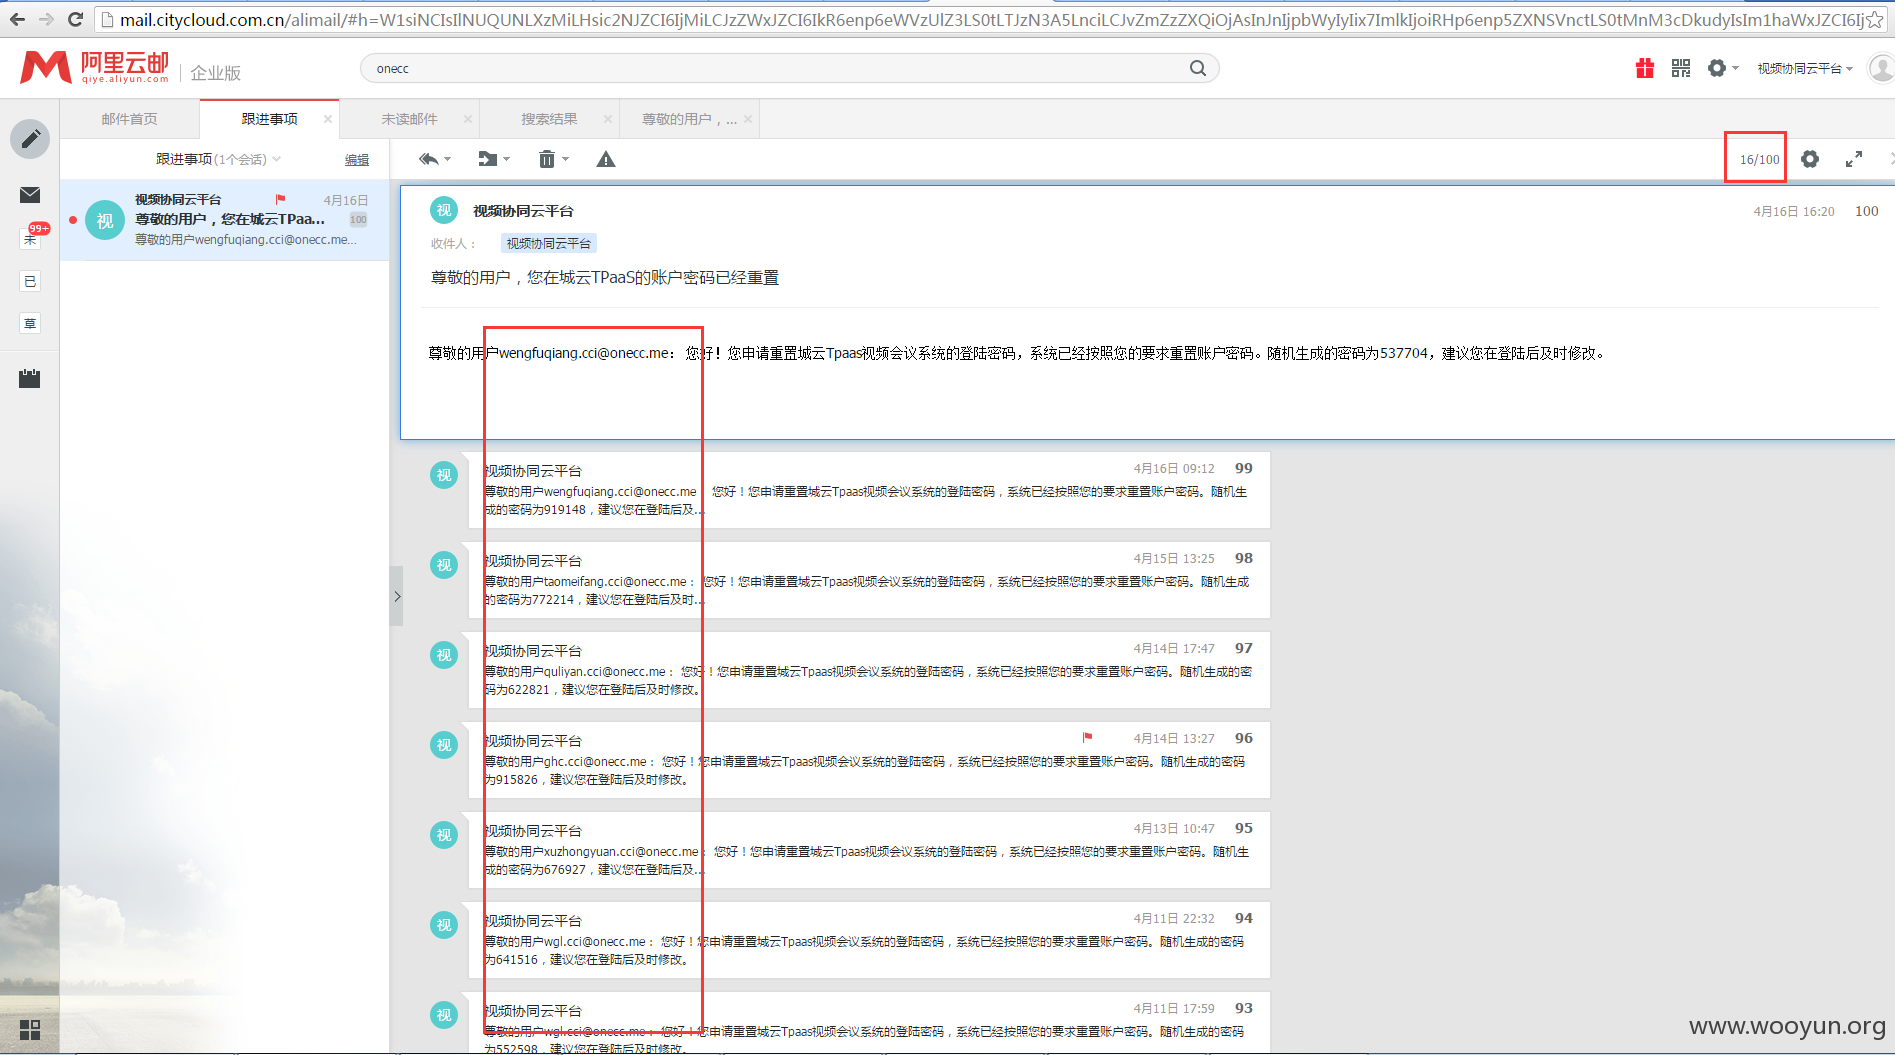 mail.citycloud.com.cn/alimail/#h=
阿里云邮
qiye.aliyun.com
企业版
onecc
视频协同云平台
邮件首页
跟进事项
未读邮件
搜索结果
尊敬的用户，...
跟进事项(1个会话)
编辑
16/100
99+
未
已
草
视
视频协同云平台
4月16日
尊敬的用户，您在城云TPaa...
100
尊敬的用户wengfuqiang.cci@onecc.me...
视
视频协同云平台
4月16日 16:20
100
收件人：
视频协同云平台
尊敬的用户，您在城云TPaaS的账户密码已经重置
尊敬的用户wengfuqiang.cci@onecc.me： 您好！您申请重置城云Tpaas视频会议系统的登陆密码，系统已经按照您的要求重置账户密码。随机生成的密码为537704，建议您在登陆后及时修改。
视
视频协同云平台
4月16日 09:12
99
尊敬的用户wengfuqiang.cci@onecc.me 您好！您申请重置城云Tpaas视频会议系统的登陆密码，系统已经按照您的要求重置账户密码。随机生
成的密码为919148，建议您在登陆后及...
视
视频协同云平台
4月15日 13:25
98
尊敬的用户taomeifang.cci@onecc.me： 您好！您申请重置城云Tpaas视频会议系统的登陆密码，系统已经按照您的要求重置账户密码。随机生成
的密码为772214，建议您在登陆后及时...
视
视频协同云平台
4月14日 17:47
97
尊敬的用户quliyan.cci@onecc.me： 您好！您申请重置城云Tpaas视频会议系统的登陆密码，系统已经按照您的要求重置账户密码。随机生成的密
码为622821，建议您在登陆后及时修改。
视
视频协同云平台
4月14日 13:27
96
尊敬的用户ghc.cci@onecc.me： 您好！您申请重置城云Tpaas视频会议系统的登陆密码，系统已经按照您的要求重置账户密码。随机生成的密码
为915826，建议您在登陆后及时修改。
视
视频协同云平台
4月13日 10:47
95
尊敬的用户xuzhongyuan.cci@onecc.me： 您好！您申请重置城云Tpaas视频会议系统的登陆密码，系统已经按照您的要求重置账户密码。随机生
成的密码为676927，建议您在登陆后及...
视
视频协同云平台
4月11日 22:32
94
尊敬的用户wgl.cci@onecc.me： 您好！您申请重置城云Tpaas视频会议系统的登陆密码，系统已经按照您的要求重置账户密码。随机生成的密码
为641516，建议您在登陆后及时修改。
视
视频协同云平台
4月11日 17:59
93
尊敬的用户wgl.cci@onecc.me： 您好！您申请重置城云Tpaas视频会议系统的登陆密码，系统已经按照您的要求重置账户密码。随机生成的密码
为552598，建议您在登陆后及时修改。
www.wooyun.org